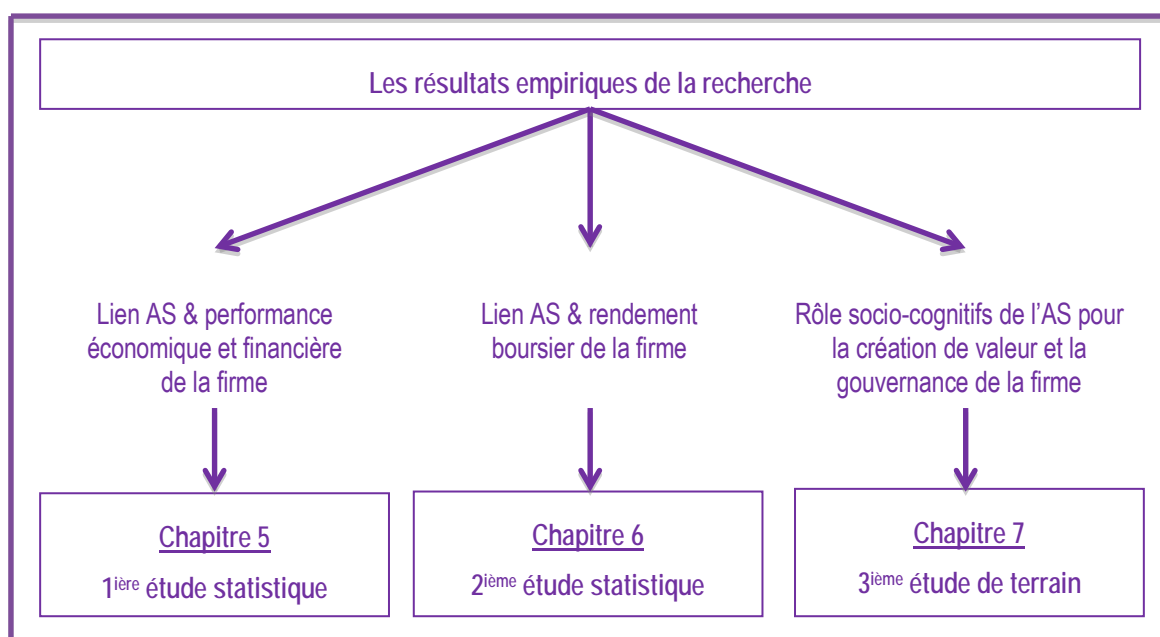 Les résultats empiriques de la recherche
Lien AS & performance
économique et financière
de la firme
Lien AS & rendement
boursier de la firme
Rôle socio-cognitifs de l'AS pour
la création de valeur et la
gouvernance de la firme
Chapitre 5
1ière étude statistique
Chapitre 6
2ième étude statistique
Chapitre 7
3ième étude de terrain